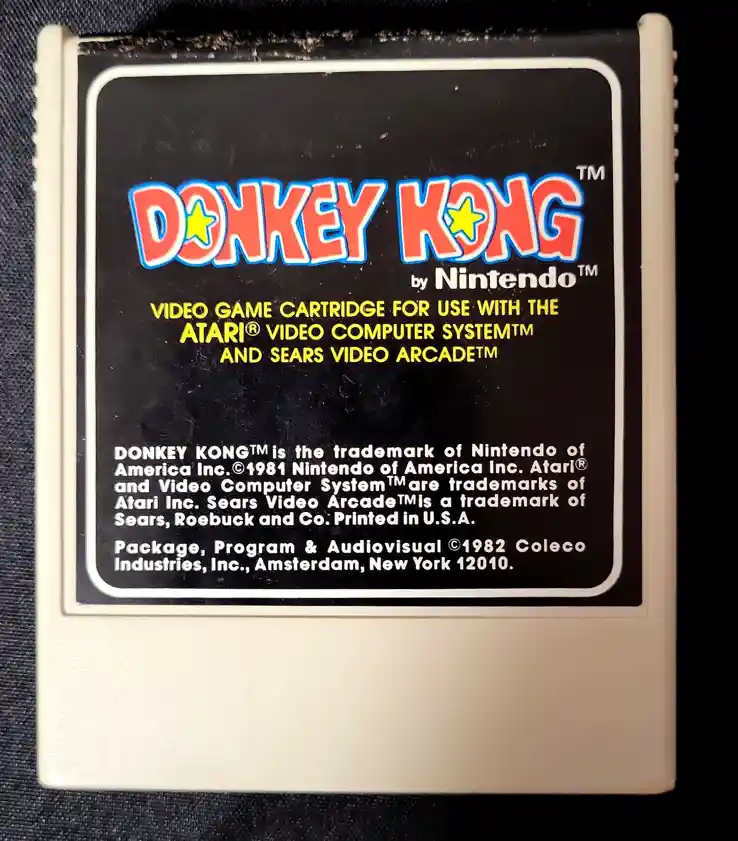 DONKEY KONG™
by Nintendo™
VIDEO GAME CARTRIDGE FOR USE WITH THE
ATARI® VIDEO COMPUTER SYSTEM™
AND SEARS VIDEO ARCADE™
DONKEY KONG™ is the trademark of Nintendo of
America Inc.©1981 Nintendo of America Inc. Atari®
and Video Computer System™ are trademarks of
Atari Inc. Sears Video Arcade™ Is a trademark of
Sears, Roebuck and Co. Printed in U.S.A.
Package, Program & Audiovisual ©1982 Coleco
Industries, Inc., Amsterdam, New York 12010.